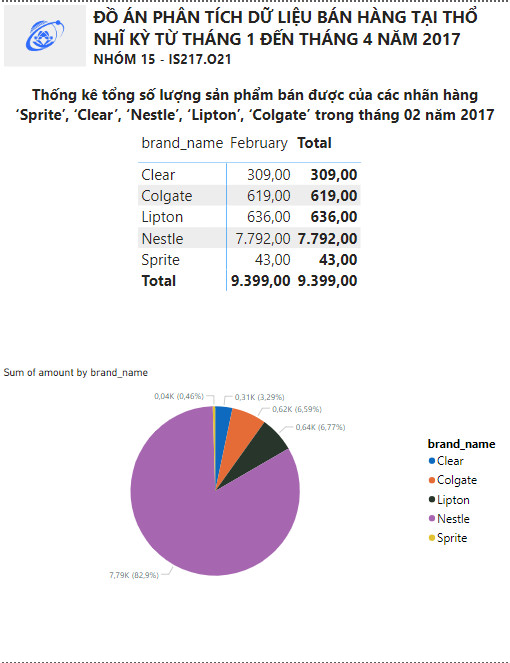 ĐỒ ÁN PHÂN TÍCH DỮ LIỆU BÁN HÀNG TẠI THỔ
NHĨ KỲ TỪ THÁNG 1 ĐẾN THÁNG 4 NĂM 2017
NHÓM 15 - IS217.O21
Thống kê tổng số lượng sản phẩm bán được của các nhãn hàng
‘Sprite’, ‘Clear’, ‘Nestle’, ‘Lipton’, ‘Colgate’ trong tháng 02 năm 2017
brand_name February Total
Clear 309,00 309,00
Colgate 619,00 619,00
Lipton 636,00 636,00
Nestle 7.792,00 7.792,00
Sprite 43,00 43,00
Total 9.399,00 9.399,00
Sum of amount by brand_name
0,04K (0,46%) 0,31K (3,29%)
0,62K (6,59%)
0,64K (6,77%)
7,79K (82,9%)
brand_name
Clear
Colgate
Lipton
Nestle
Sprite